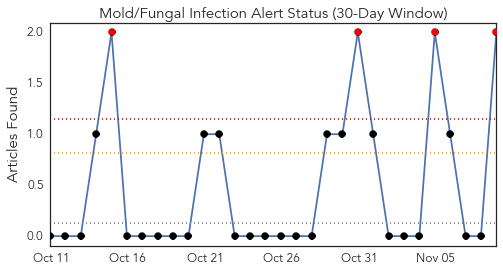 Mold/Fungal Infection Alert Status (30-Day Window)
Articles Found
2.0
1.5
1.0
0.5
0.0
Oct 11
Oct 16
Oct 21
Oct 26
Oct 31
Nov 05